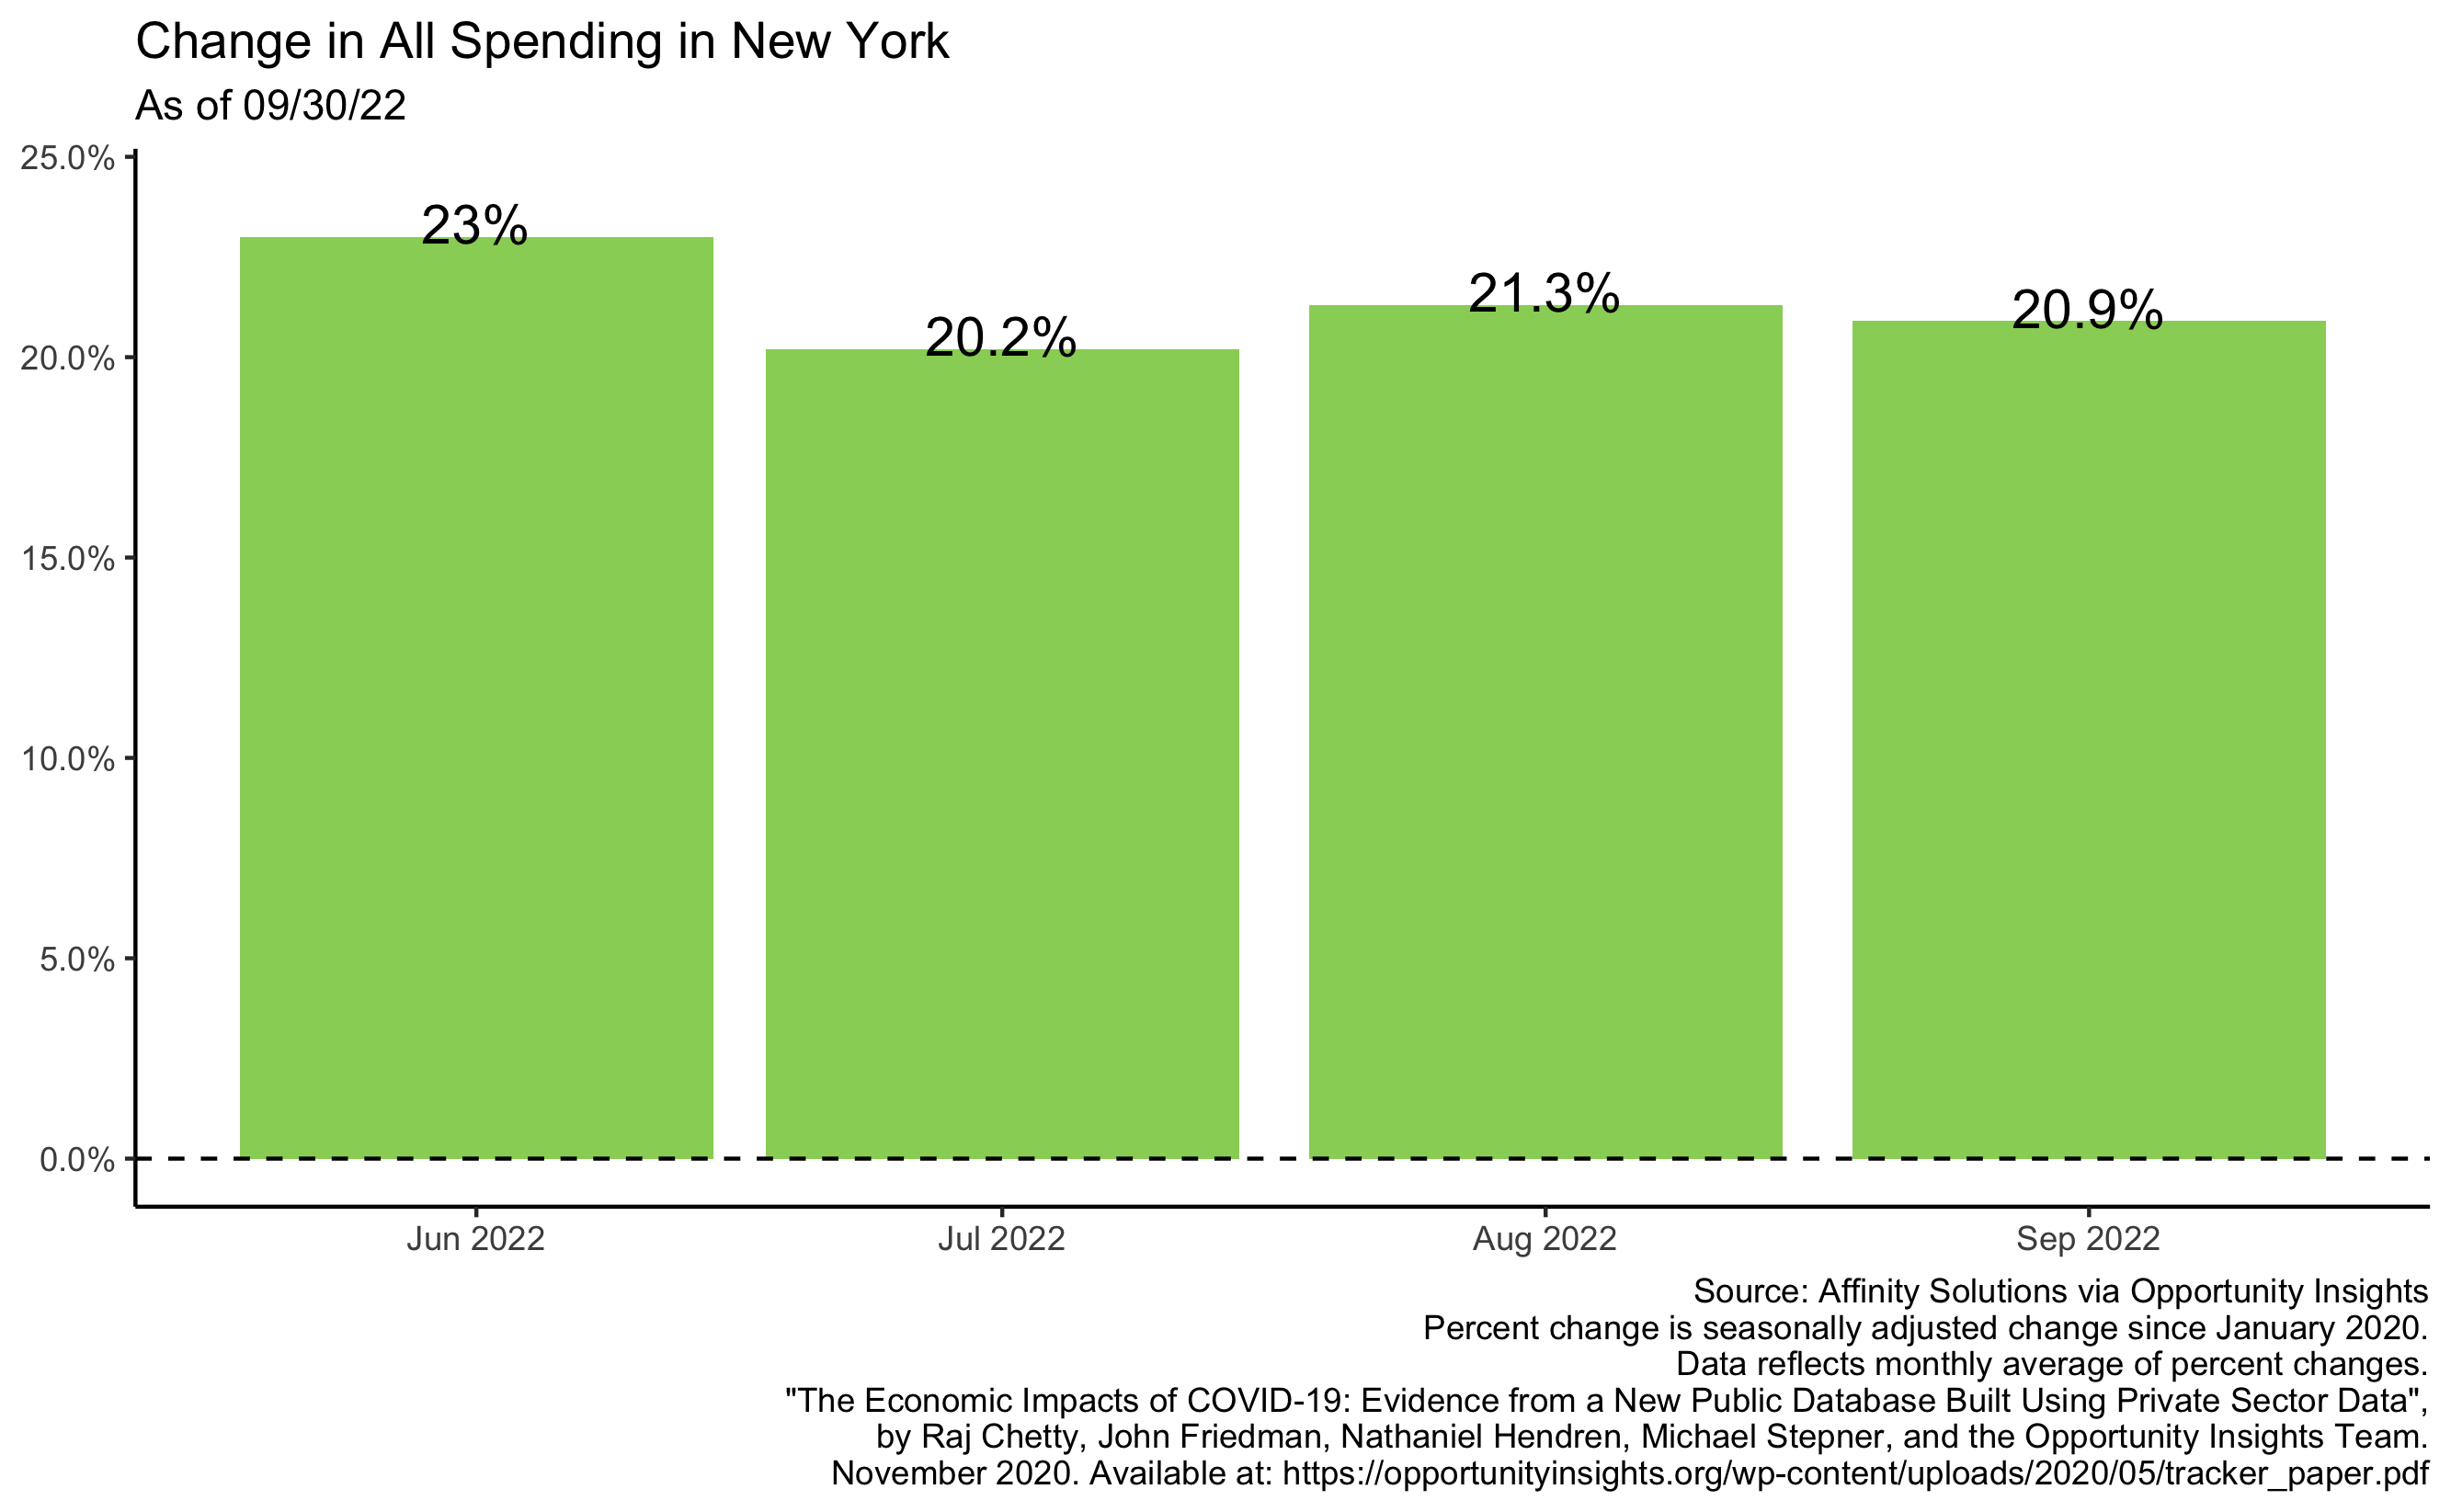 Change in All Spending in New York
As of 09/30/22
25.0%
20.0%
15.0%
10.0%
5.0%
0.0%
23%
20.2%
21.3%
20.9%
Jun 2022
Jul 2022
Aug 2022
Sep 2022
Source: Affinity Solutions via Opportunity Insights
Percent change is seasonally adjusted change since January 2020.
Data reflects monthly average of percent changes.
"The Economic Impacts of COVID-19: Evidence from a New Public Database Built Using Private Sector Data",
by Raj Chetty, John Friedman, Nathaniel Hendren, Michael Stepner, and the Opportunity Insights Team.
November 2020. Available at: https://opportunityinsights.org/wp-content/uploads/2020/05/tracker_paper.pdf